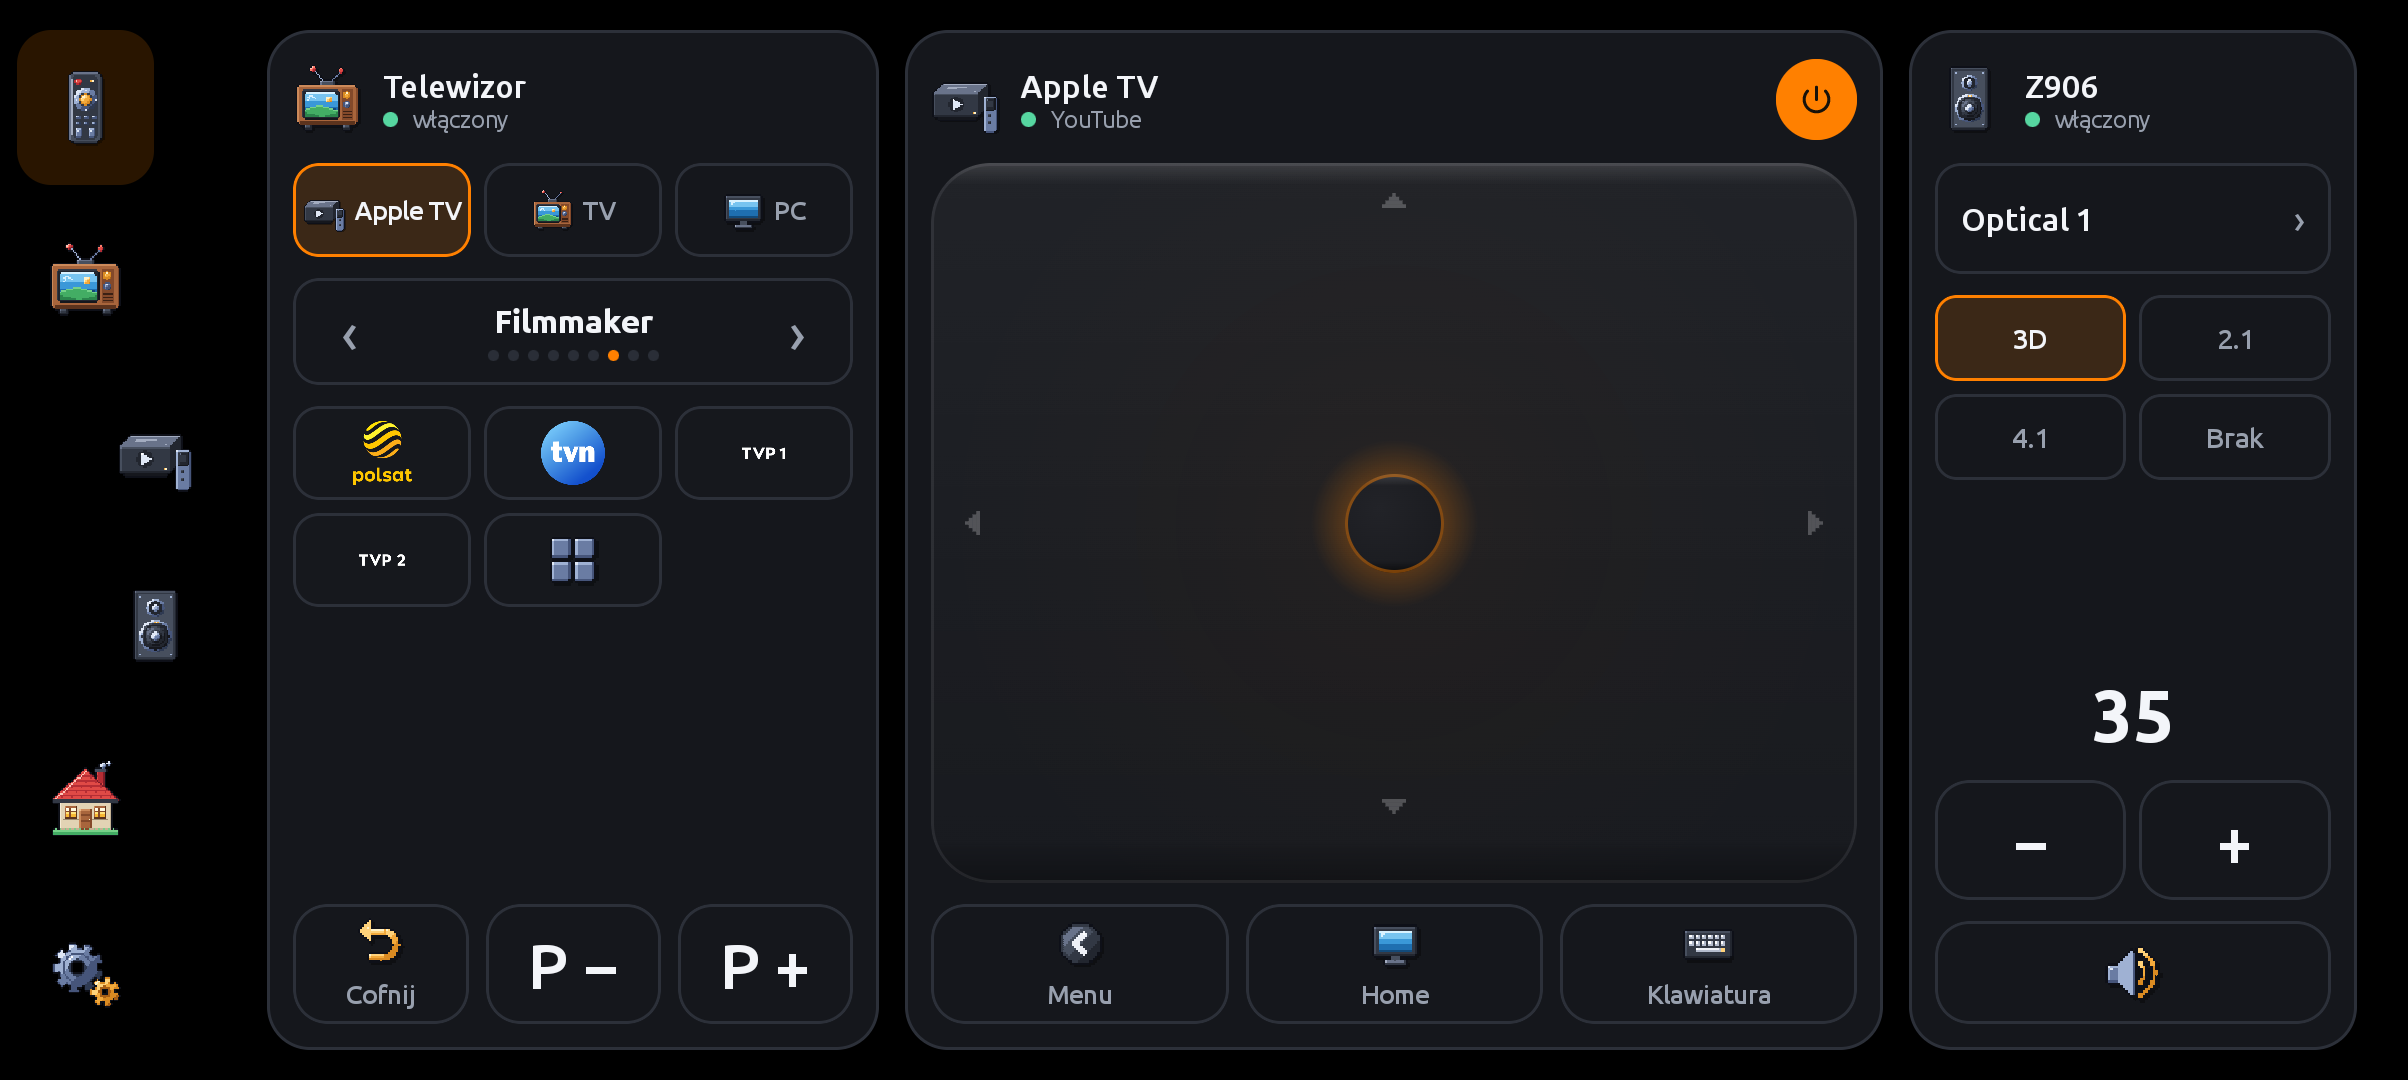 Telewizor
włączony
Apple TV
TV
PC
Filmmaker
polsat
tvn
TVP 1
TVP 2
Cofnij
P −
P +
Apple TV
YouTube
Menu
Home
Klawiatura
Z906
włączony
Optical 1
3D
2.1
4.1
Brak
35
−
+